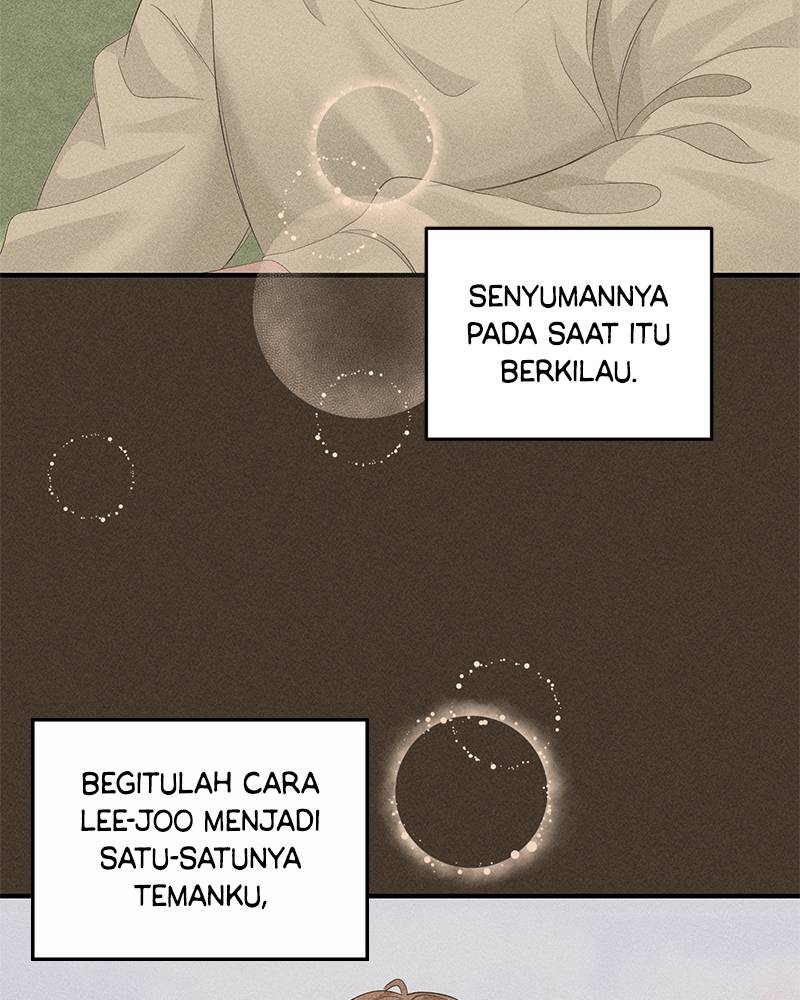 SENYUMANNYA
PADA SAAT ITU
BERKILAU.
BEGITULAH CARA
LEE-JOO MENJADI
SATU-SATUNYA
TEMANKU,